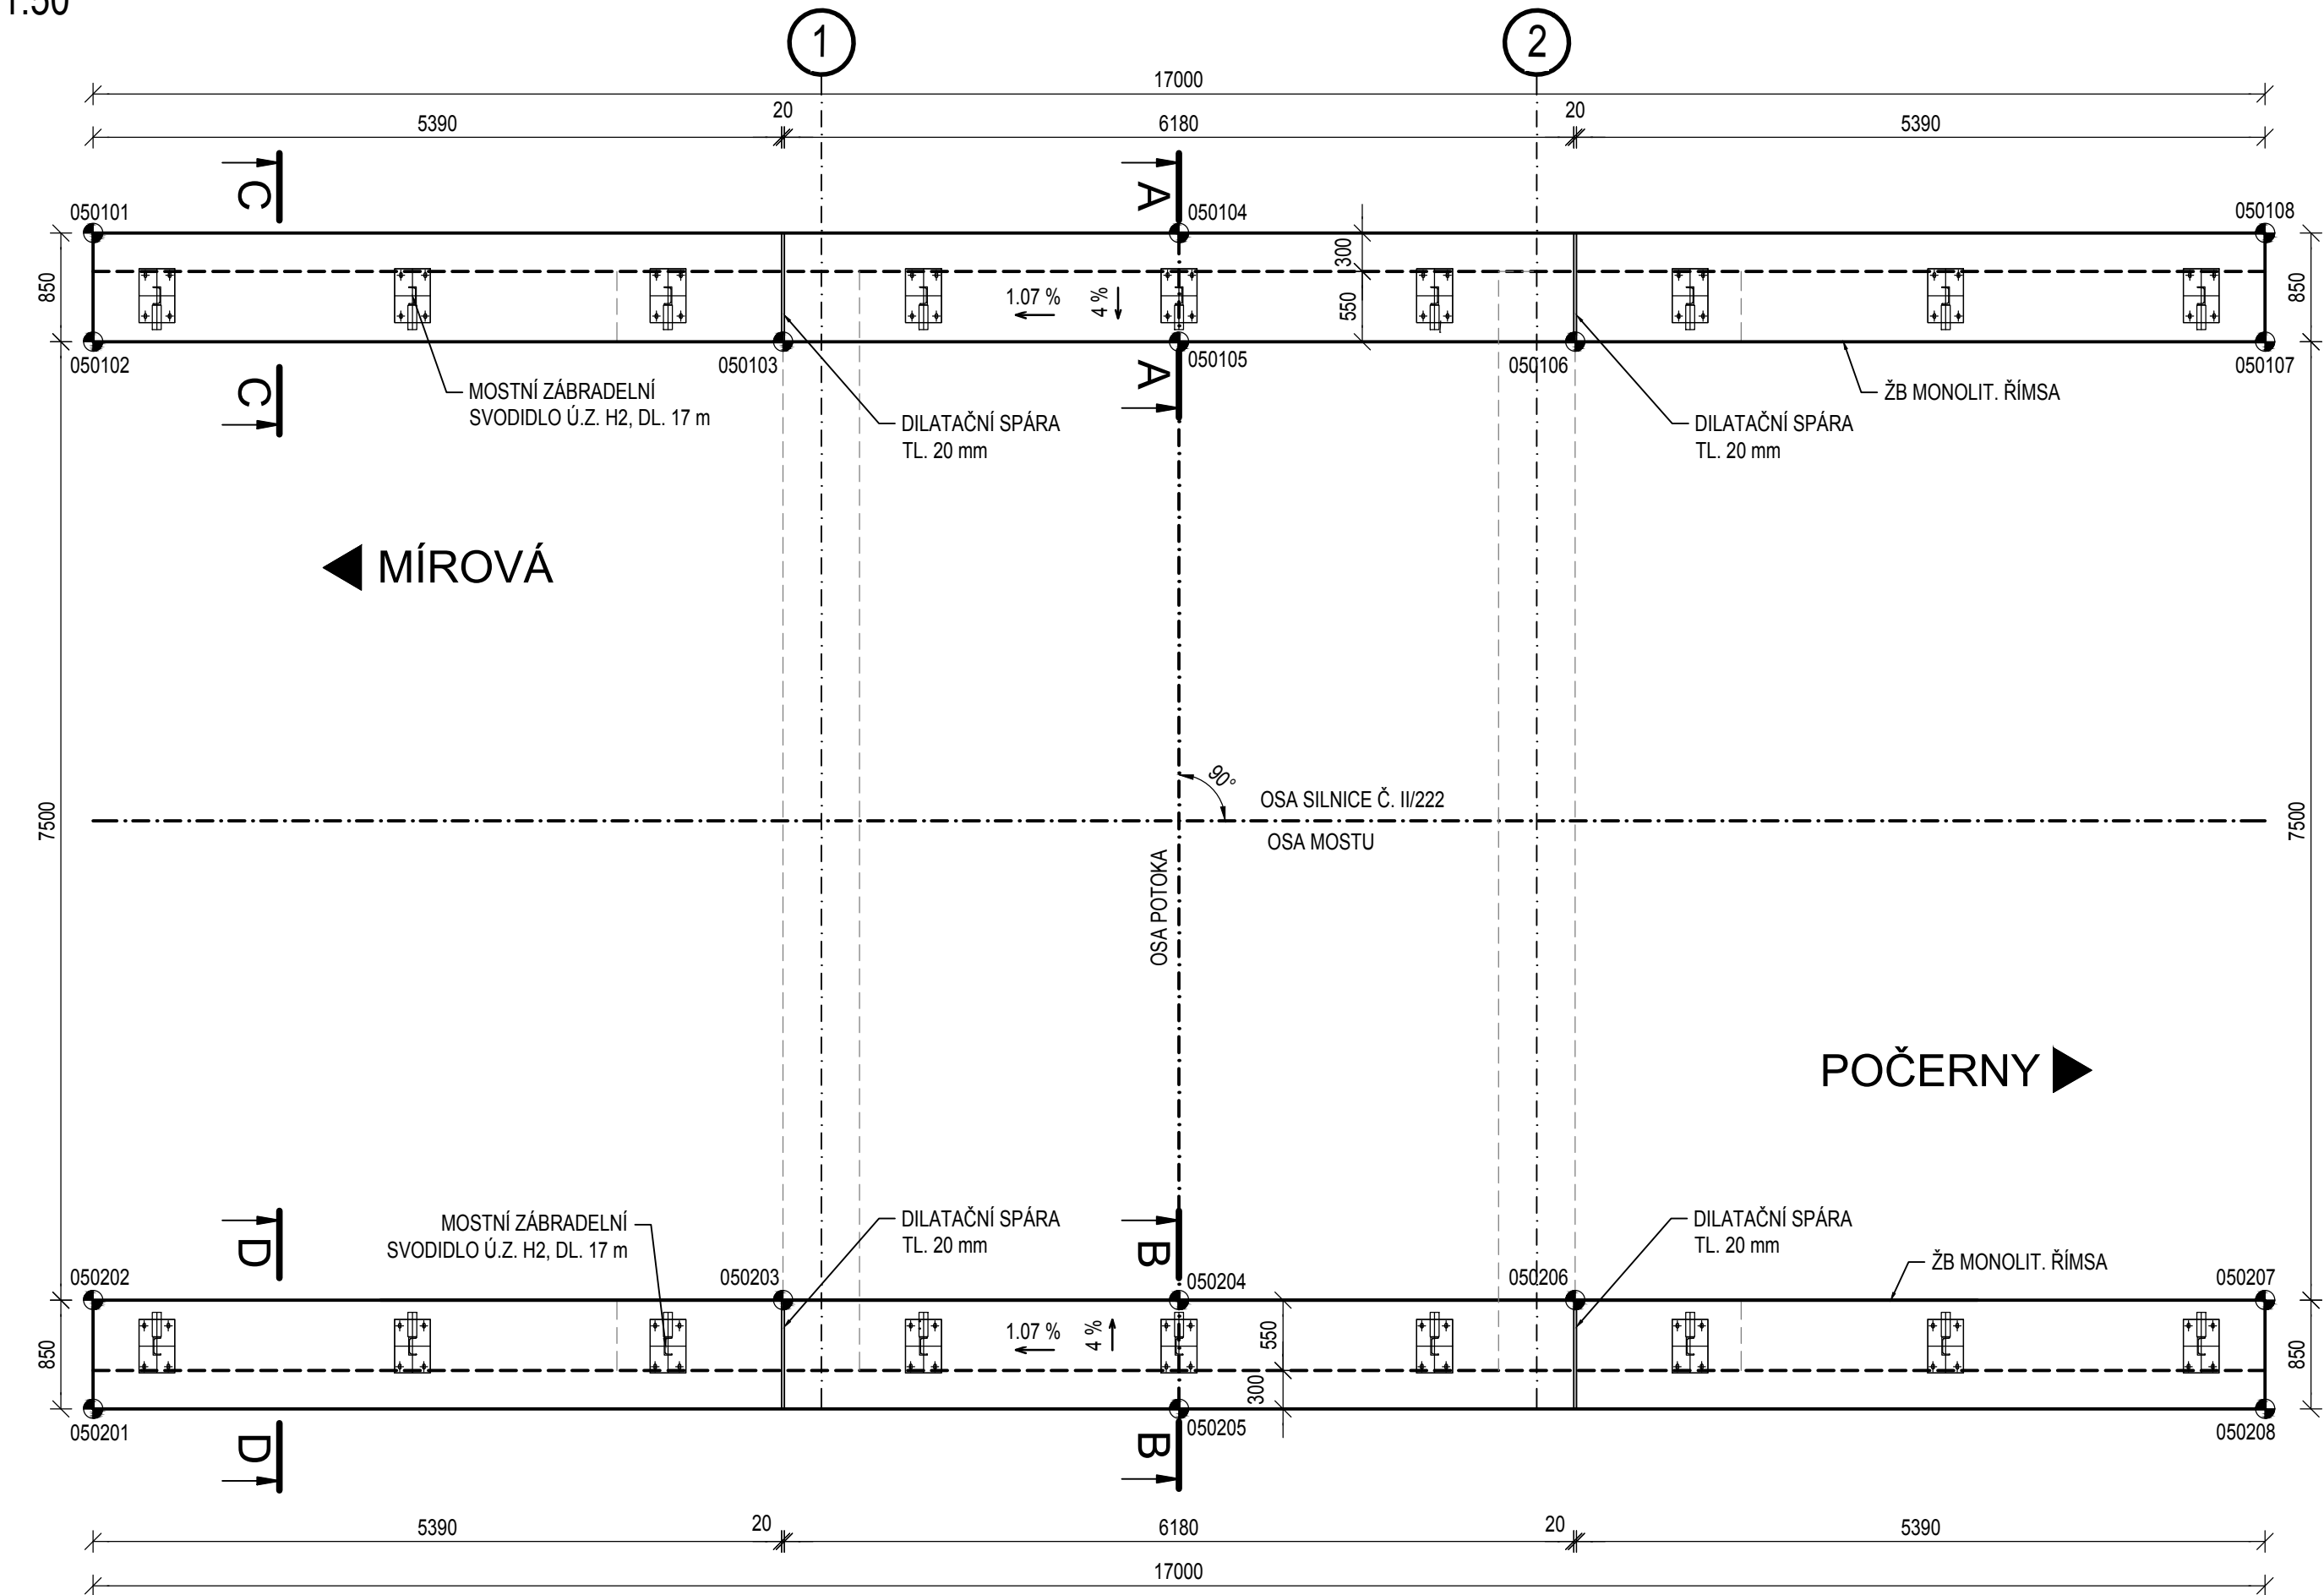 1:50
1
2
17000
20
20
5390
6180
5390
C
A
050101
050104
050108
850
300
550
1.07 %
4 %
850
050102
050103
050105
050106
050107
C
A
MOSTNÍ ZÁBRADELNÍ
SVODIDLO Ú.Z. H2, DL. 17 m
DILATAČNÍ SPÁRA
TL. 20 mm
DILATAČNÍ SPÁRA
TL. 20 mm
ŽB MONOLIT. ŘÍMSA
MÍROVÁ
90°
OSA SILNICE Č. II/222
7500
7500
OSA MOSTU
OSA POTOKA
POČERNY
D
B
MOSTNÍ ZÁBRADELNÍ
SVODIDLO Ú.Z. H2, DL. 17 m
DILATAČNÍ SPÁRA
TL. 20 mm
DILATAČNÍ SPÁRA
TL. 20 mm
ŽB MONOLIT. ŘÍMSA
050202
050203
050204
050206
050207
850
1.07 %
4 %
550
300
850
050201
050205
050208
D
B
5390
20
6180
20
5390
17000